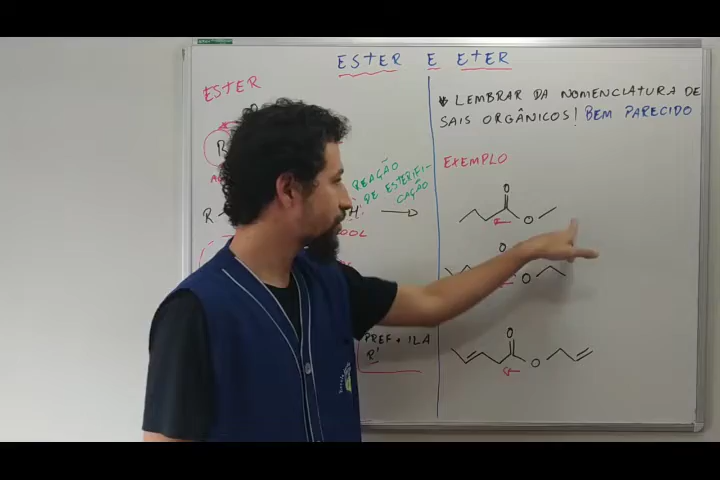 ESTER E ETER
ESTER
R
R
H
OOL
REAÇÃO
DE ESTERIFI-
CAÇÃO
PREF + ILA
R'
* LEMBRAR DA NOMENCLATURA DE
SAIS ORGÂNICOS! BEM PARECIDO
EXEMPLO
O
O
O
O
O
O